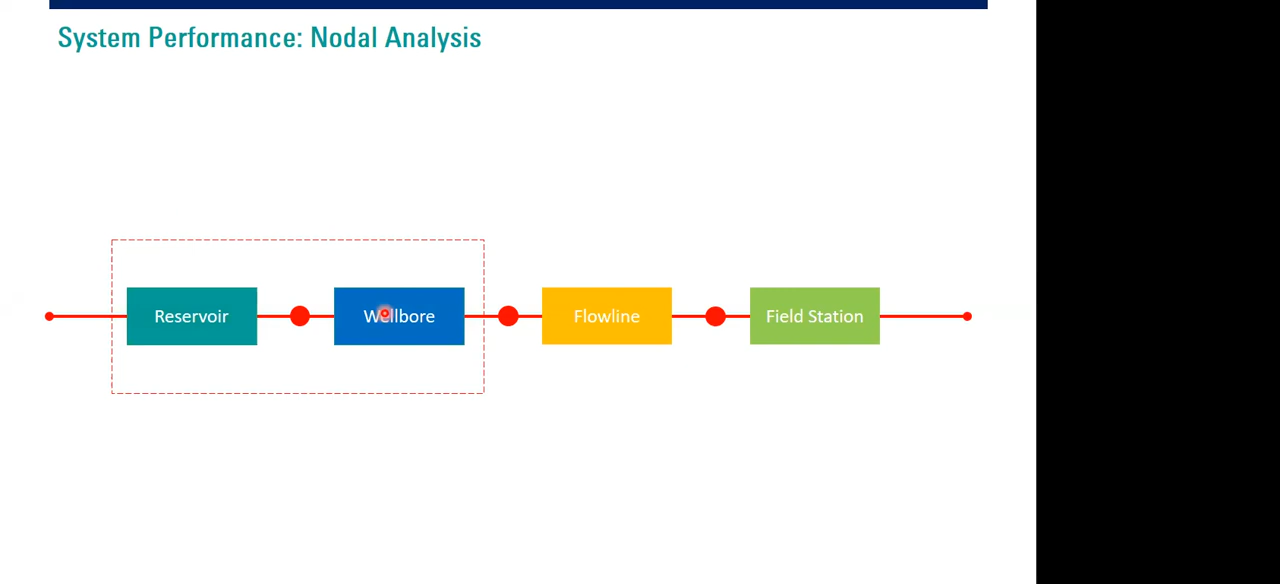 System Performance: Nodal Analysis
Reservoir
Wellbore
Flowline
Field Station